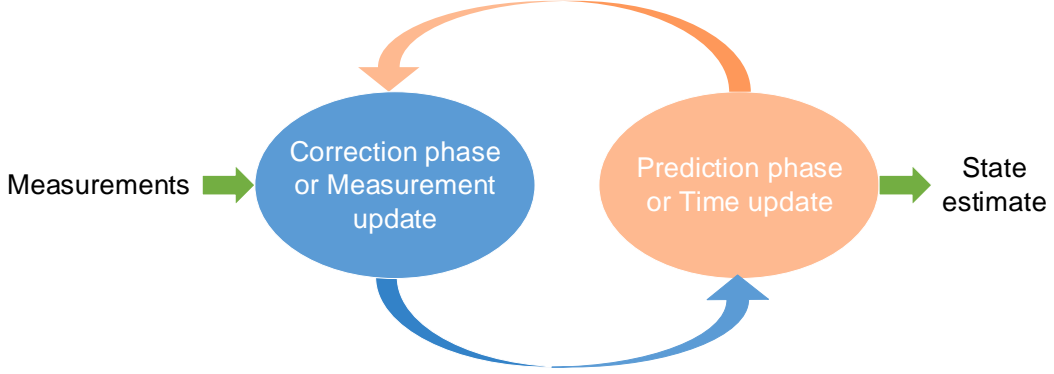 Measurements
Correction phase
or Measurement
update
Prediction phase
or Time update
State
estimate